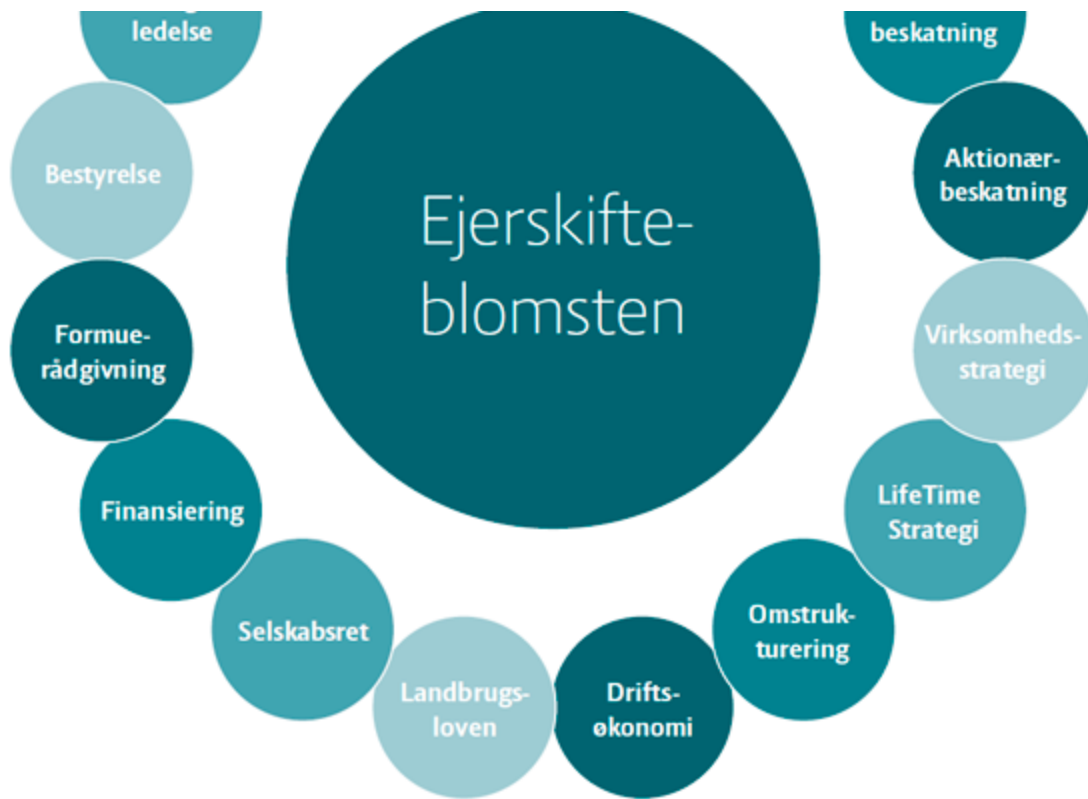 ledelse
beskatning
Bestyrelse
Aktionær-
beskatning
Ejerskifte-
blomsten
Formue-
rådgivning
Virksomheds-
strategi
Finansiering
LifeTime
Strategi
Selskabsret
Omstruk-
turering
Landbrugs-
loven
Drifts-
økonomi